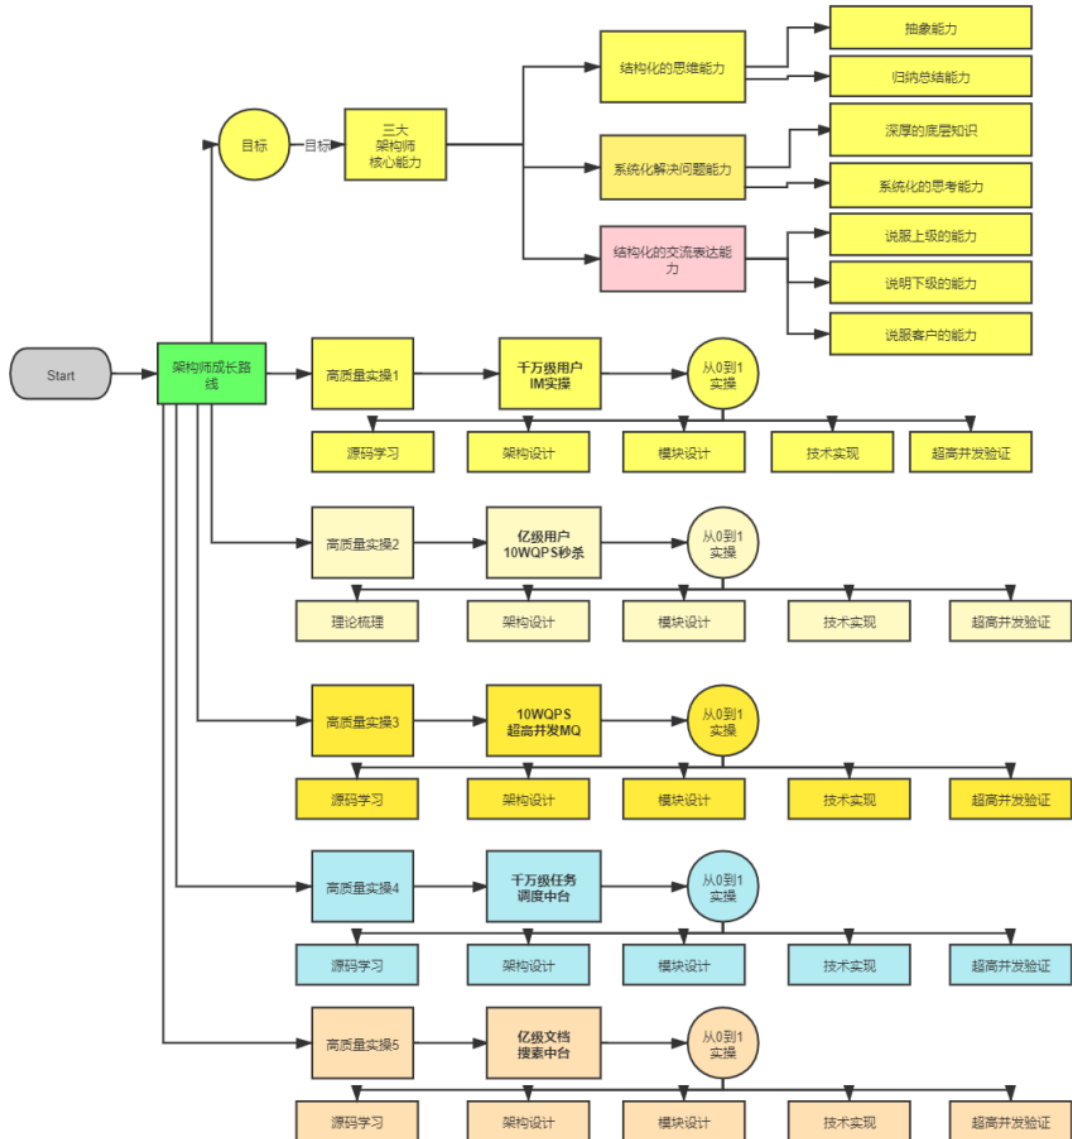 抽象能力
结构化的思维能力
归纳总结能力
目标
目标
三大
架构师
核心能力
深厚的底层知识
系统化解决问题能力
系统化的思考能力
结构化的交流表达能
力
说服上级的能力
说明下级的能力
说服客户的能力
Start
架构师成长路
线
高质量实操1
千万级用户
IM实操
从0到1
实操
源码学习
架构设计
模块设计
技术实现
超高并发验证
高质量实操2
亿级用户
10WQPS秒杀
从0到1
实操
理论梳理
架构设计
模块设计
技术实现
超高并发验证
高质量实操3
10WQPS
超高并发MQ
从0到1
实操
源码学习
架构设计
模块设计
技术实现
超高并发验证
高质量实操4
千万级任务
调度中台
从0到1
实操
源码学习
架构设计
模块设计
技术实现
超高并发验证
高质量实操5
亿级文档
搜素中台
从0到1
实操
源码学习
架构设计
模块设计
技术实现
超高并发验证